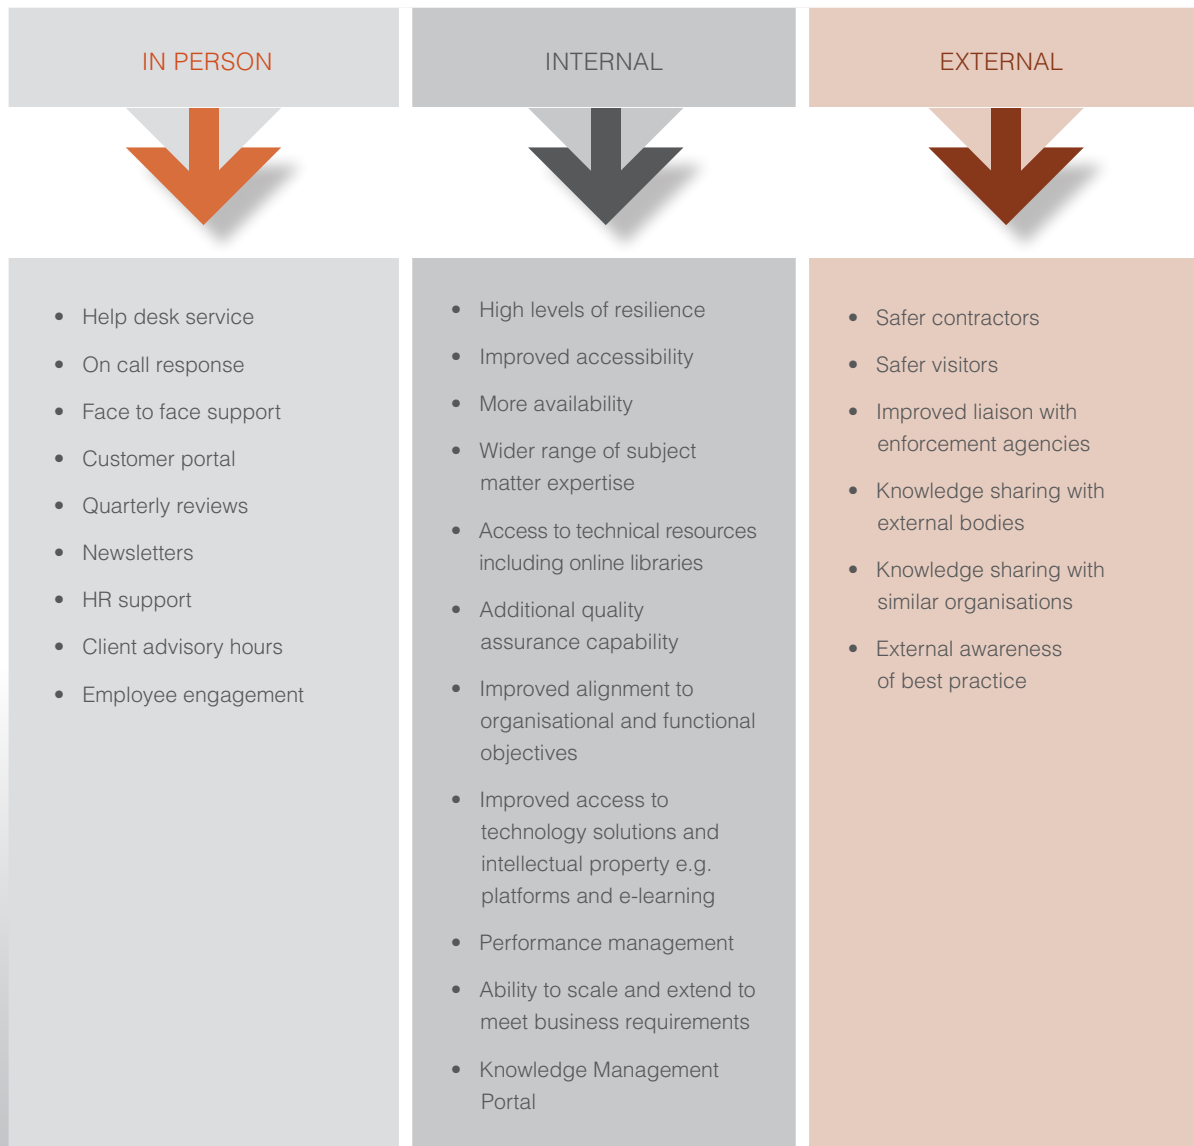 IN PERSON
• Help desk service
• On call response
• Face to face support
• Customer portal
• Quarterly reviews
• Newsletters
• HR support
• Client advisory hours
• Employee engagement
INTERNAL
• High levels of resilience
• Improved accessibility
• More availability
• Wider range of subject
matter expertise
• Access to technical resources
including online libraries
• Additional quality
assurance capability
• Improved alignment to
organisational and functional
objectives
• Improved access to
technology solutions and
intellectual property e.g.
platforms and e-learning
• Performance management
• Ability to scale and extend to
meet business requirements
• Knowledge Management
Portal
EXTERNAL
• Safer contractors
• Safer visitors
• Improved liaison with
enforcement agencies
• Knowledge sharing with
external bodies
• Knowledge sharing with
similar organisations
• External awareness
of best practice